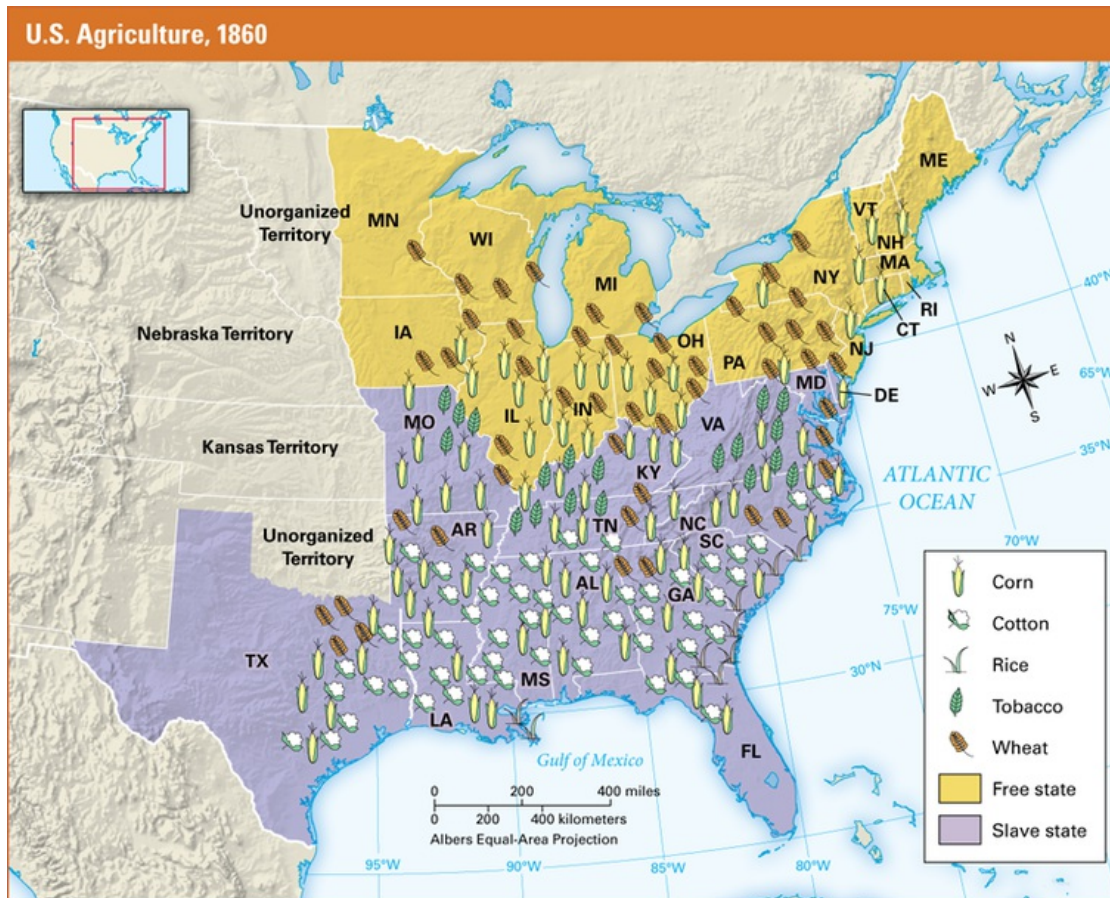 U.S. Agriculture, 1860
ME
VT
NH
MA
NY
RI
CT
MN
WI
MI
Unorganized
Territory
IA
Nebraska Territory
OH
PA
NJ
MD
DE
IL
IN
MO
VA
Kansas Territory
KY
ATLANTIC
OCEAN
AR
TN
NC
SC
Unorganized
Territory
AL
GA
TX
MS
LA
FL
Gulf of Mexico
N
W
E
S
40°N
65°W
35°N
70°W
75°W
30°N
95°W
90°W
85°W
80°W
0 200 400 miles
0 200 400 kilometers
Albers Equal-Area Projection
Corn
Cotton
Rice
Tobacco
Wheat
Free state
Slave state